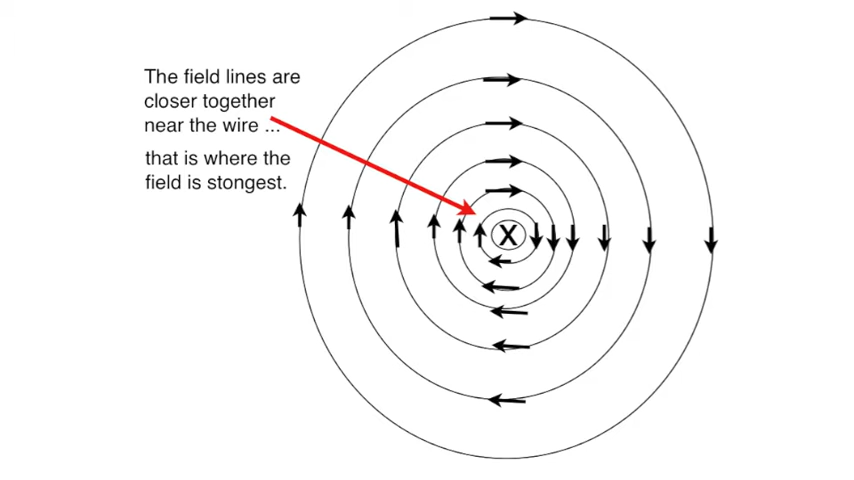 The field lines are
closer together
near the wire ...
that is where the
field is stongest.
X